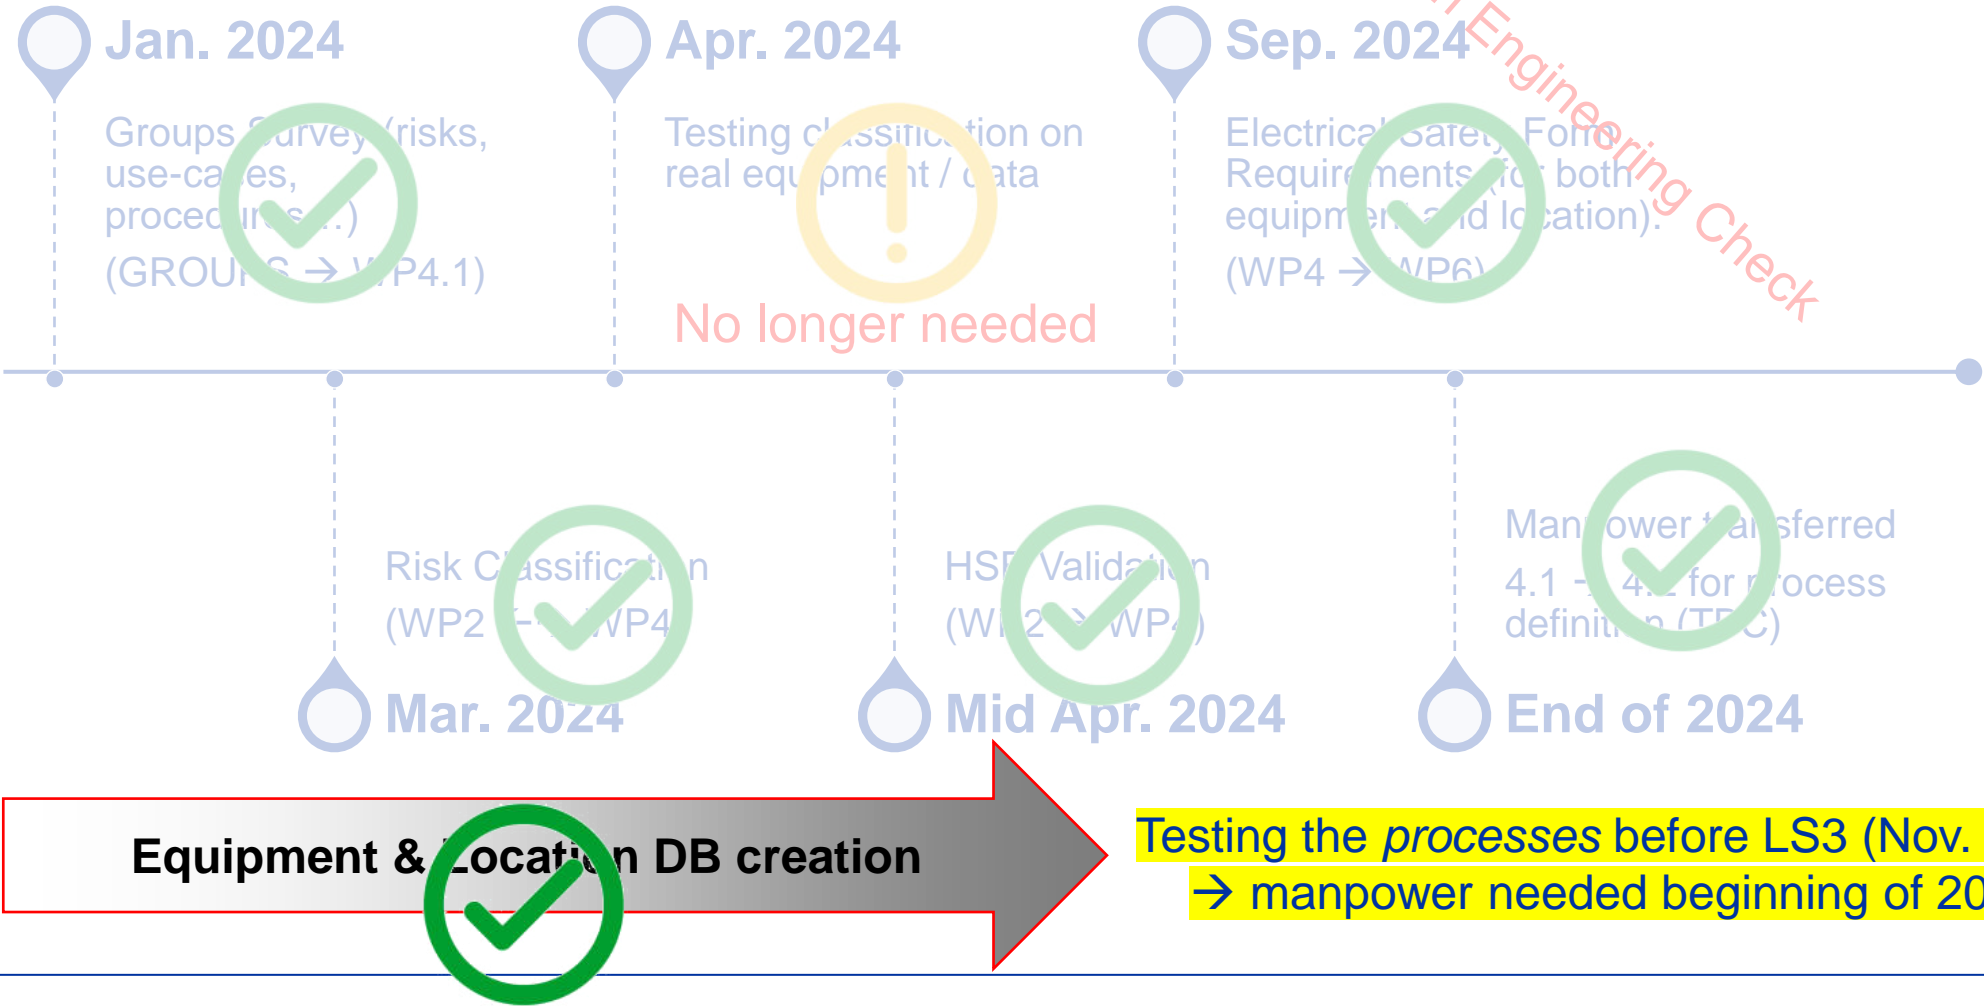 Jan. 2024
Groups Survey (risks,
use-cases,
procedures...)
(GROUPS → WP4.1)
Apr. 2024
Testing classification on
real equipment / data
No longer needed
Sep. 2024
Electrical Safety Form
Requirements (for both
equipment and location).
(WP4 → WP6)
Engineering Check
Risk Classification
(WP2 WP4
Mar. 2024
HSE Validation
(WP2 → WP4)
Mid Apr. 2024
Manpower transferred
4.1 → 4.2 for process
definition
End of 2024
Equipment & Location DB creation
Testing the processes before LS3 (Nov.
→ manpower needed beginning of 20